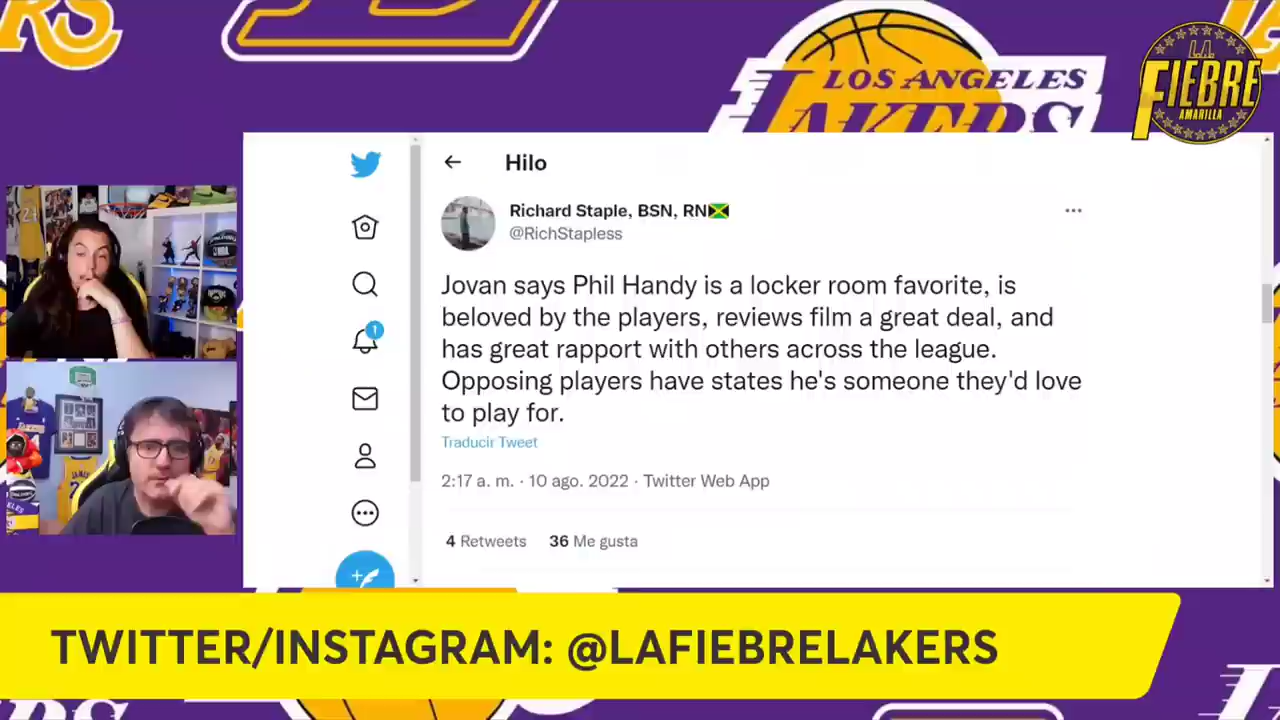 RS
LOS ANGELES
LAKERS
L.A.
FIEBRE
AMARILLA
Hilo
Richard Staple, BSN, RN
@RichStapless
Jovan says Phil Handy is a locker room favorite, is
beloved by the players, reviews film a great deal, and
has great rapport with others across the league.
Opposing players have states he's someone they'd love
to play for.
Traducir Tweet
2:17 a. m. · 10 ago. 2022 · Twitter Web App
4 Retweets 36 Me gusta
1
TWITTER/INSTAGRAM: @LAFIEBRELAKERS